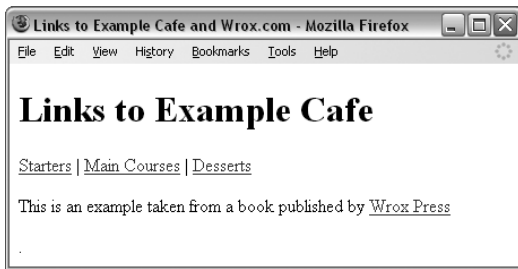 Links to Example Cafe and Wrox.com - Mozilla Firefox
File Edit View History Bookmarks Tools Help
Links to Example Cafe
Starters | Main Courses | Desserts
This is an example taken from a book published by Wrox Press
.